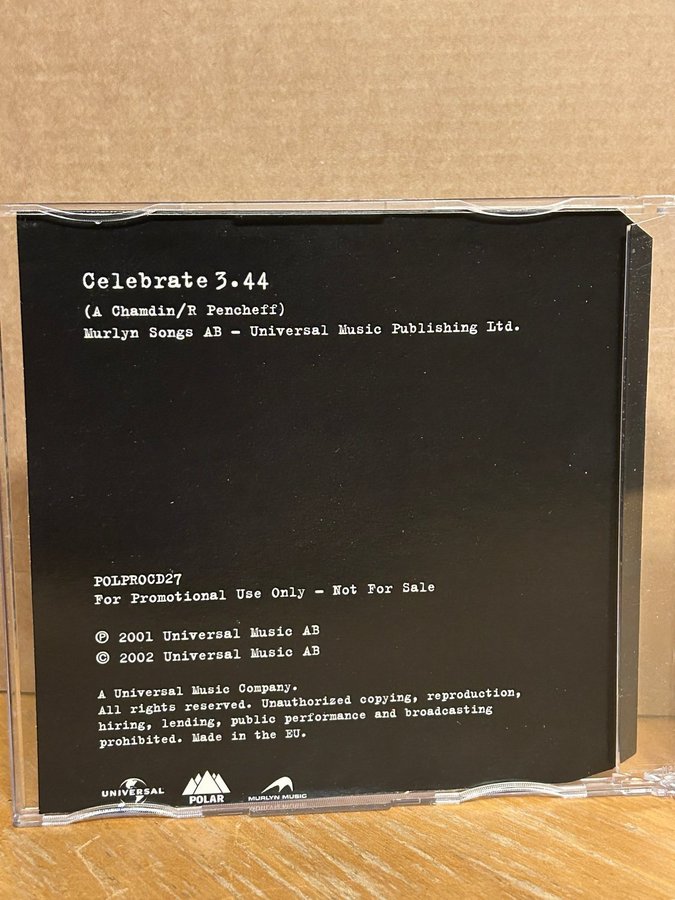 Celebrate 3.44
(A Chamdin/R Pencheff)
Murlyn Songs AB - Universal Music Publishing Ltd.
POLPROCD27
For Promotional Use Only - Not For Sale
℗ 2001 Universal Music AB
© 2002 Universal Music AB
A Universal Music Company.
All rights reserved. Unauthorized copying, reproduction,
hiring, lending, public performance and broadcasting
prohibited. Made in the EU.
UNIVERSAL POLAR MURLYN MUSIC